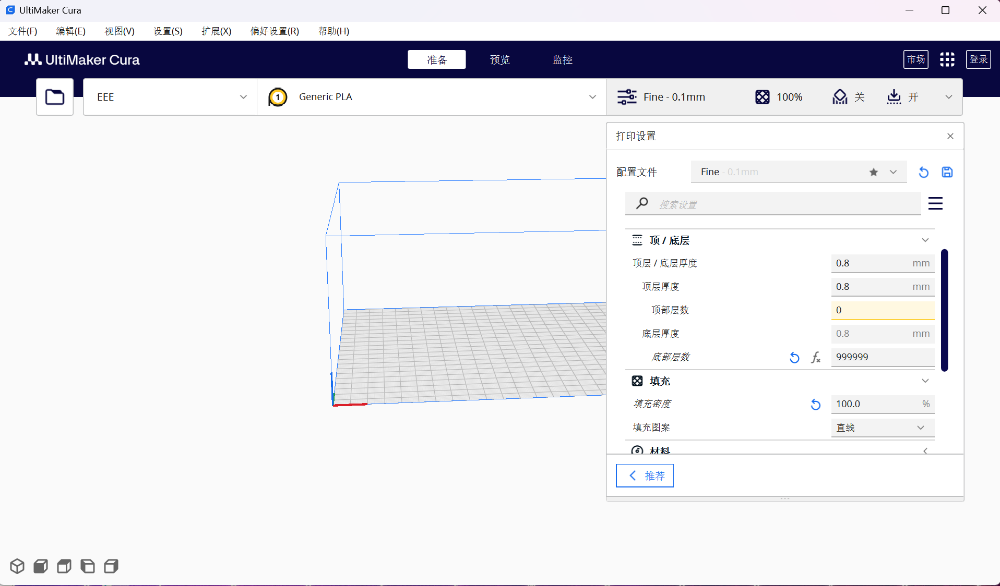 UltiMaker Cura
文件(F) 编辑(E) 视图(V) 设置(S) 扩展(X) 偏好设置(R) 帮助(H)
UltiMaker Cura 准备 预览 监控 市场 登录
EEE 1 Generic PLA Fine - 0.1mm 100% 关 开
打印设置
配置文件 Fine - 0.1mm
搜索设置
顶 / 底层
顶层 / 底层厚度 0.8 mm
顶层厚度 0.8 mm
顶部层数 0
底层厚度 0.8 mm
底部层数 fx 999999
填充
填充密度 100.0 %
填充图案 直线
材料
推荐